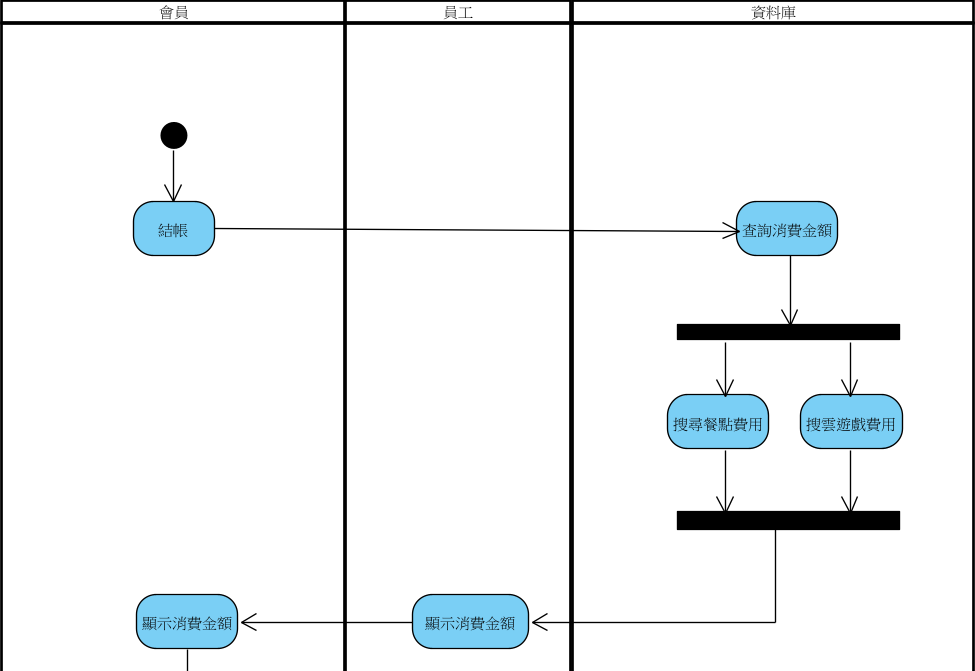 會員
員工
資料庫
結帳
查詢消費金額
搜尋餐點費用
搜雲遊戲費用
顯示消費金額
顯示消費金額